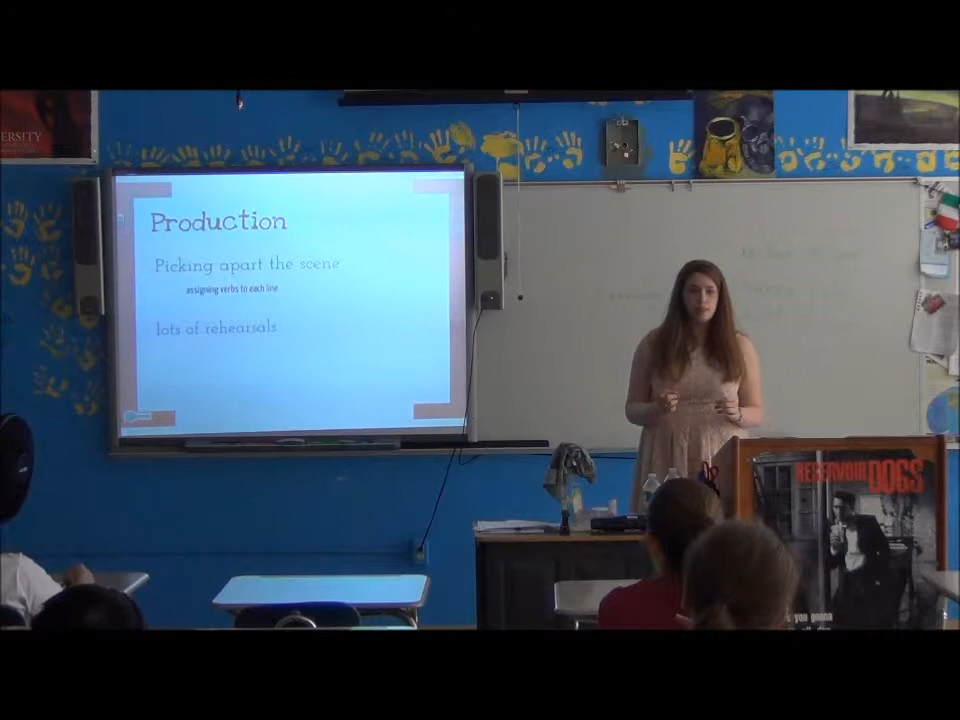 ERSITY
Production
Picking apart the scene
assigning verbs to each line
lots of rehearsals
RESERVOIR DOGS
you gonna